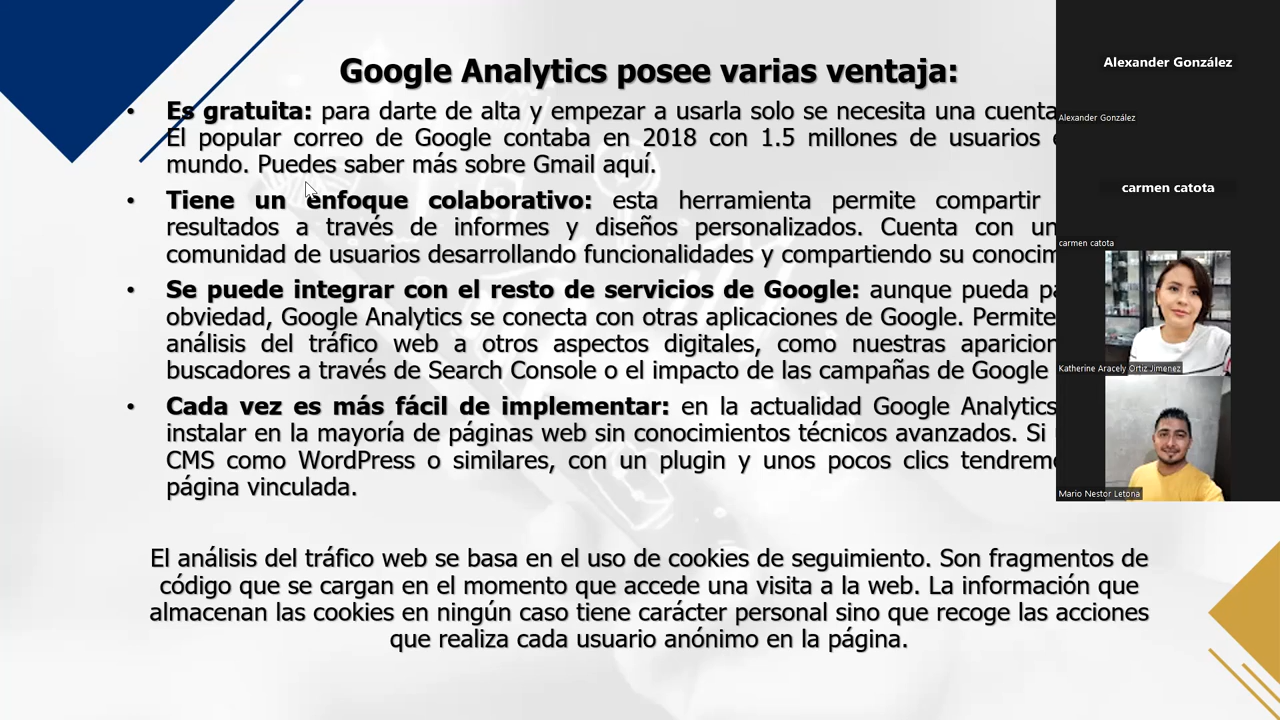 Google Analytics posee varias ventaja:
• Es gratuita: para darte de alta y empezar a usarla solo se necesita una cuenta
El popular correo de Google contaba en 2018 con 1.5 millones de usuarios
mundo. Puedes saber más sobre Gmail aquí.
• Tiene un enfoque colaborativo: esta herramienta permite compartir
resultados a través de informes y diseños personalizados. Cuenta con
comunidad de usuarios desarrollando funcionalidades y compartiendo su
• Se puede integrar con el resto de servicios de Google: aunque pueda
obviedad, Google Analytics se conecta con otras aplicaciones de Google. Permite
análisis del tráfico web a otros aspectos digitales, como nuestras
buscadores a través de Search Console o el impacto de las campañas de Google
• Cada vez es más fácil de implementar: en la actualidad Google Analytics
instalar en la mayoría de páginas web sin conocimientos técnicos avanzados. Si
CMS como WordPress o similares, con un plugin y unos pocos clics
página vinculada.
El análisis del tráfico web se basa en el uso de cookies de seguimiento. Son fragmentos de
código que se cargan en el momento que accede una visita a la web. La información que
almacenan las cookies en ningún caso tiene carácter personal sino que recoge las acciones
que realiza cada usuario anónimo en la página.
Alexander González
Alexander González
carmen catota
carmen catota
Katherine Aracely Ortiz Jimenez
Mario Nestor Letona